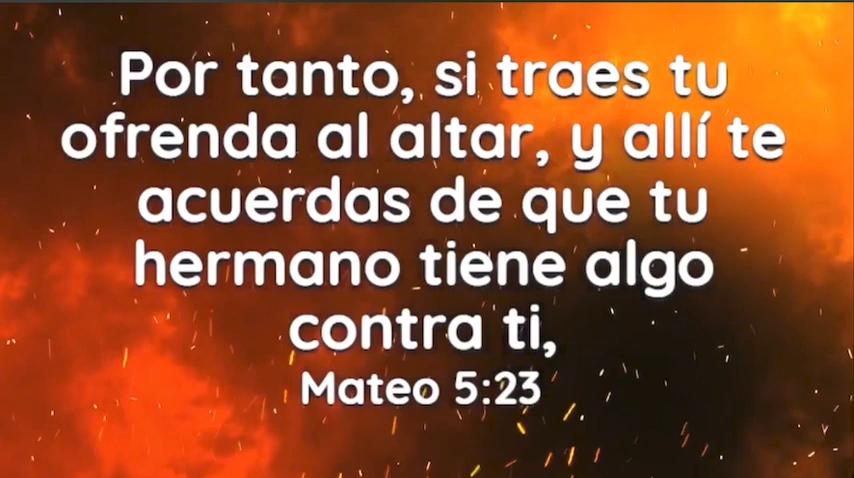 Por tanto, si traes tu
ofrenda al altar, y allí te
acuerdas de que tu
hermano tiene algo
contra ti,
Mateo 5:23